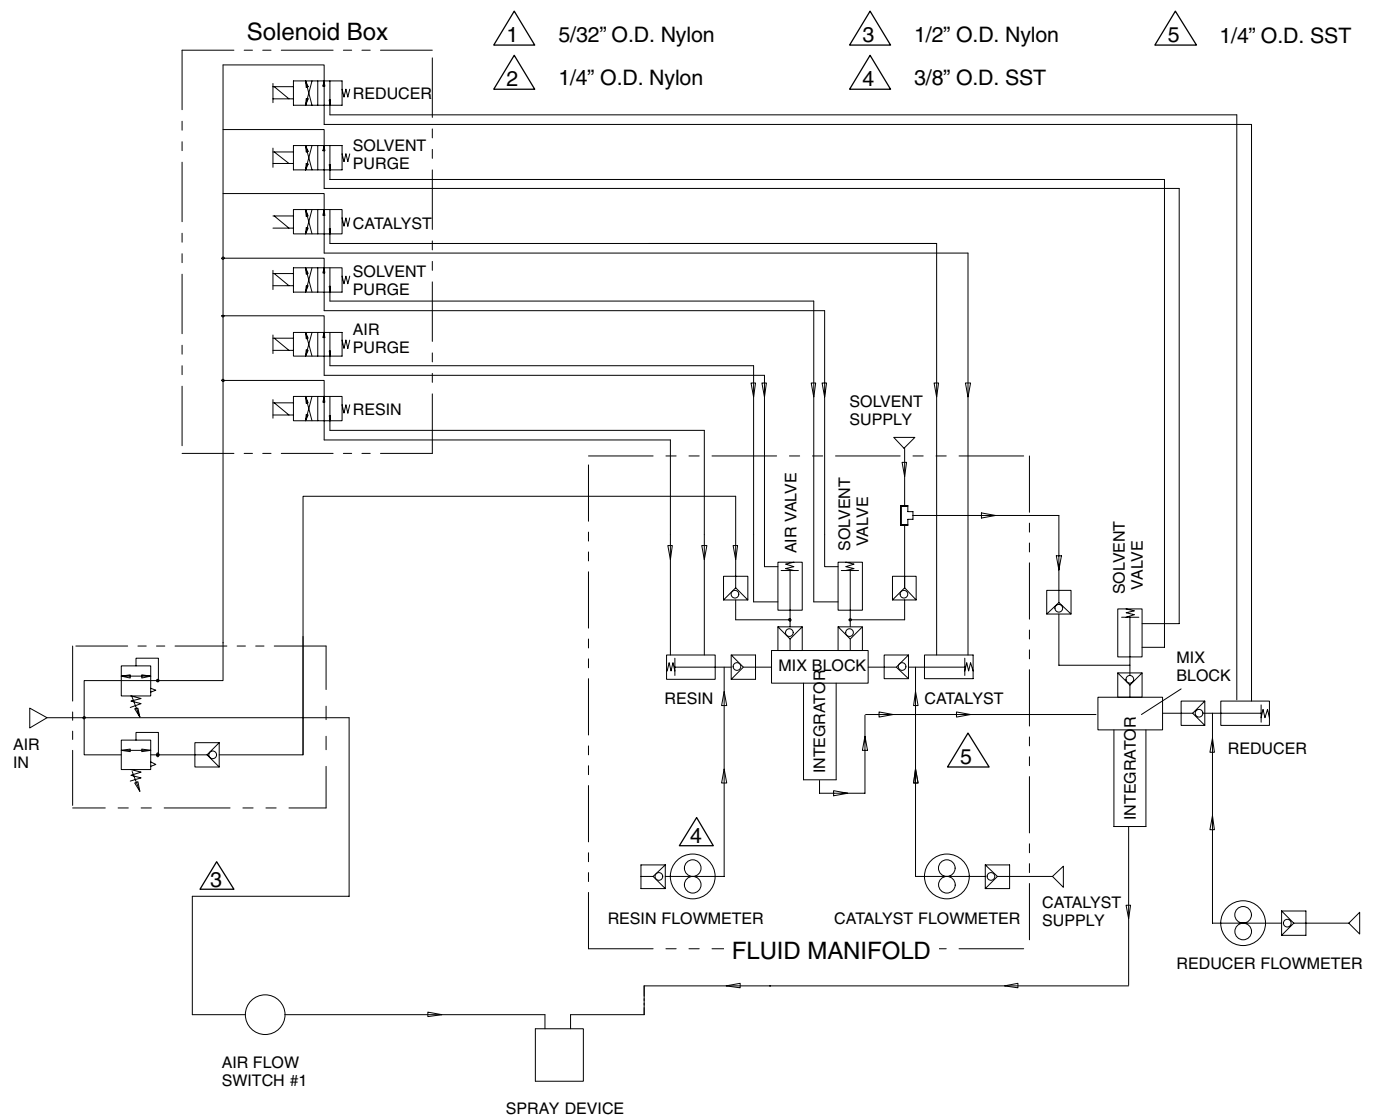 Solenoid Box
1 5/32” O.D. Nylon
3 1/2” O.D. Nylon
5 1/4” O.D. SST
2 1/4” O.D. Nylon
4 3/8” O.D. SST
REDUCER
SOLVENT
PURGE
CATALYST
SOLVENT
PURGE
AIR
PURGE
RESIN
SOLVENT
SUPPLY
AIR VALVE
SOLVENT
VALVE
SOLVENT
VALVE
MIX BLOCK
INTEGRATOR
RESIN
CATALYST
MIX
BLOCK
INTEGRATOR
REDUCER
AIR
IN
5
4
3
RESIN FLOWMETER
CATALYST FLOWMETER
CATALYST
SUPPLY
FLUID MANIFOLD
REDUCER FLOWMETER
AIR FLOW
SWITCH #1
SPRAY DEVICE